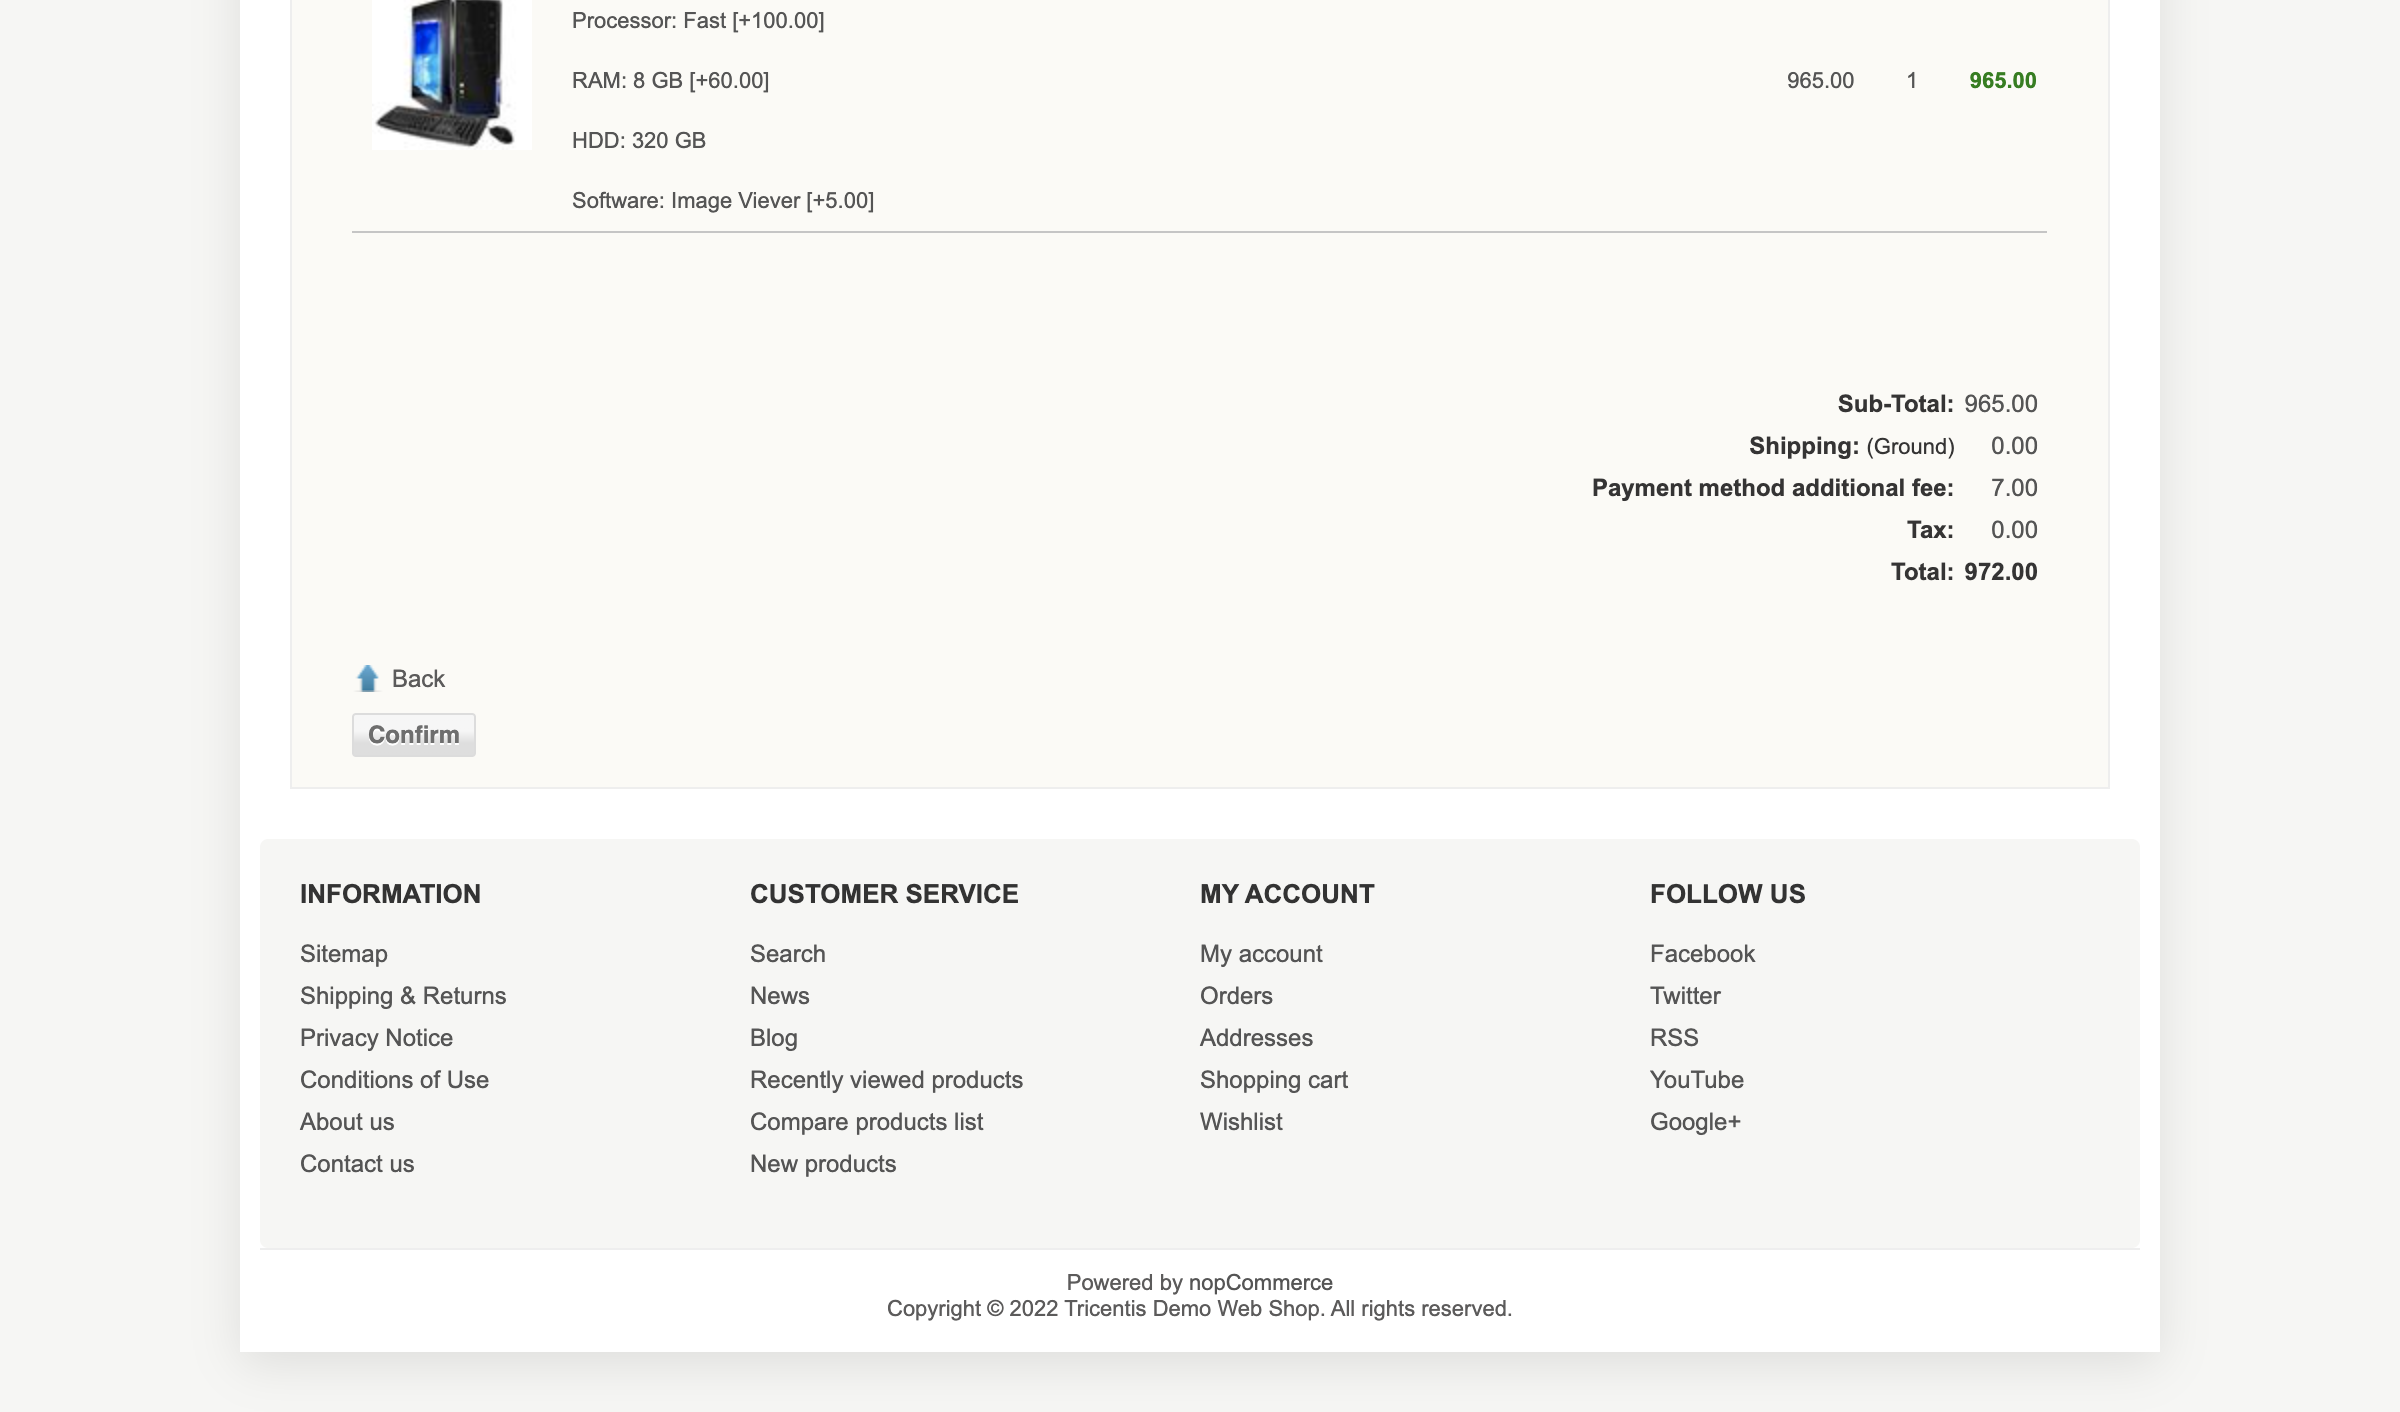 Processor: Fast [+100.00]
RAM: 8 GB [+60.00] 965.00 1 965.00
HDD: 320 GB
Software: Image Viever [+5.00]
Sub-Total: 965.00
Shipping: (Ground) 0.00
Payment method additional fee: 7.00
Tax: 0.00
Total: 972.00
Back
Confirm
INFORMATION
Sitemap
Shipping & Returns
Privacy Notice
Conditions of Use
About us
Contact us
CUSTOMER SERVICE
Search
News
Blog
Recently viewed products
Compare products list
New products
MY ACCOUNT
My account
Orders
Addresses
Shopping cart
Wishlist
FOLLOW US
Facebook
Twitter
RSS
YouTube
Google+
Powered by nopCommerce
Copyright © 2022 Tricentis Demo Web Shop. All rights reserved.